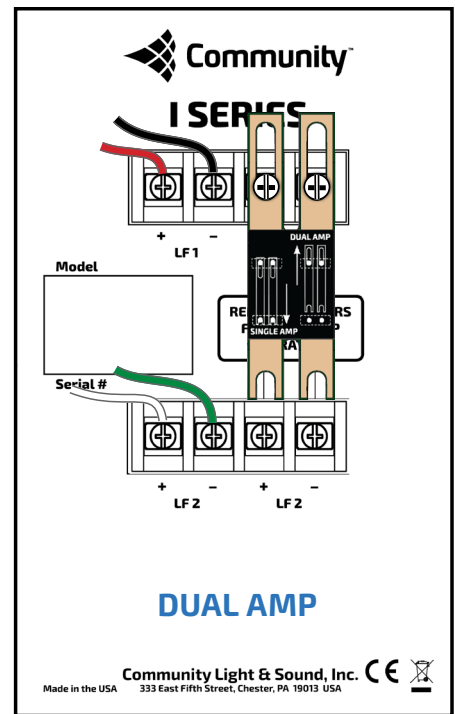 Community™
I SERIES
+ –
LF 1
DUAL AMP
SINGLE AMP
Model
Serial #
+ – + –
LF 2 LF 2
DUAL AMP
Community Light & Sound, Inc.
Made in the USA 333 East Fifth Street, Chester, PA 19013 USA
CE